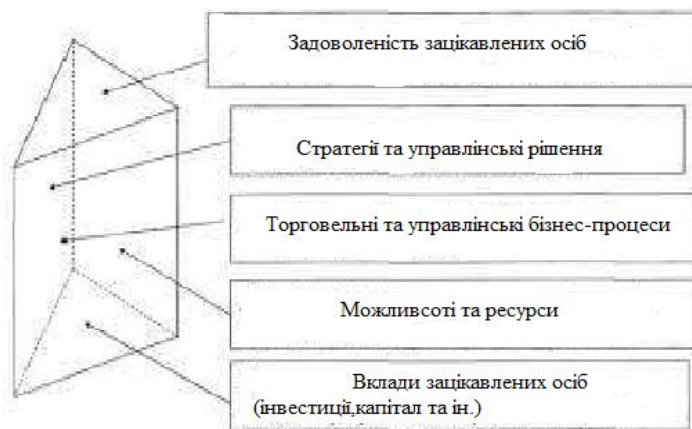 Задоволеність зацікавлених осіб
Стратегії та управлінські рішення
Торговельні та управлінські бізнес-процеси
Можливсоті та ресурси
Вклади зацікавлених осіб
(інвестиції,капітал та ін.)